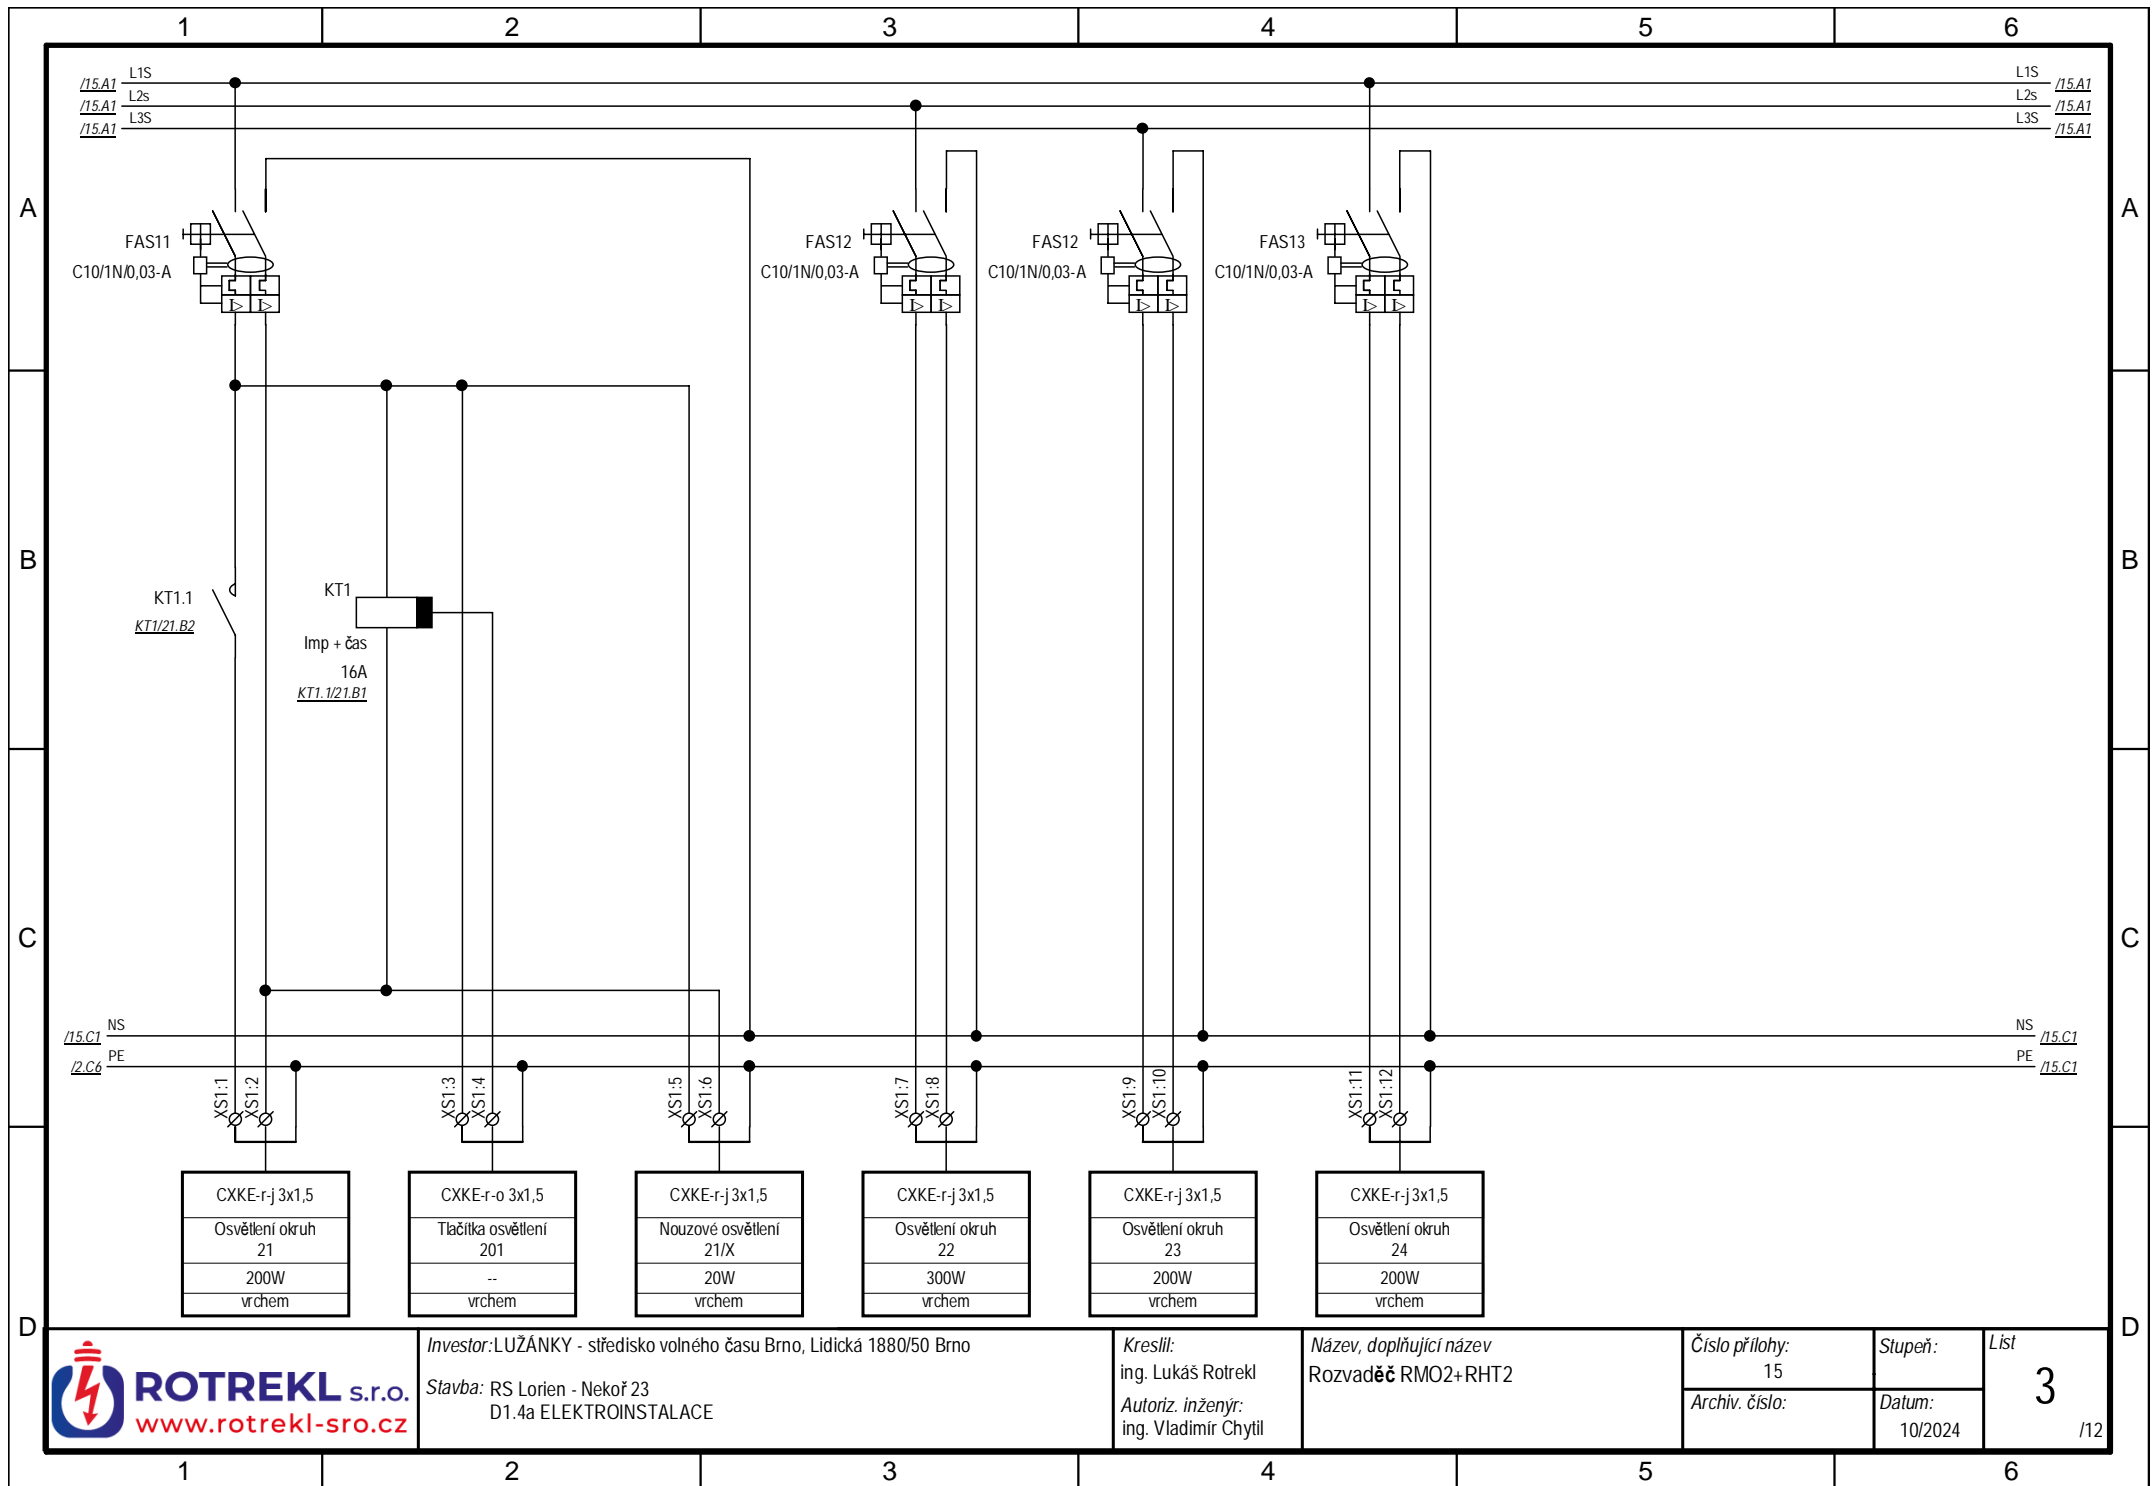 1 2 3 4 5 6
/15.A1 L1S L1S /15.A1
/15.A1 L2s L2s /15.A1
/15.A1 L3S L3S /15.A1
A A
FAS11 FAS12 FAS12 FAS13
C10/1N/0,03-A C10/1N/0,03-A C10/1N/0,03-A C10/1N/0,03-A
I> I> I> I> I> I> I> I>
B B
KT1.1
KT1/21.B2
KT1
Imp + čas
16A
KT1.1/21.B1
C C
/15.C1 NS NS /15.C1
/2.C6 PE PE /15.C1
XS1:1 XS1:2 XS1:3 XS1:4 XS1:5 XS1:6 XS1:7 XS1:8 XS1:9 XS1:10 XS1:11 XS1:12
CXKE-r-j 3x1,5
Osvětlení okruh
21
200W
vrchem
CXKE-r-o 3x1,5
Tlačítka osvětlení
201
--
vrchem
CXKE-r-j 3x1,5
Nouzové osvětlení
21/X
20W
vrchem
CXKE-r-j 3x1,5
Osvětlení okruh
22
300W
vrchem
CXKE-r-j 3x1,5
Osvětlení okruh
23
200W
vrchem
CXKE-r-j 3x1,5
Osvětlení okruh
24
200W
vrchem
D D
ROTREKL s.r.o.
www.rotrekl-sro.cz
Investor: LUŽÁNKY - středisko volného času Brno, Lidická 1880/50 Brno
Stavba: RS Lorien - Nekoř 23
D1.4a ELEKTROINSTALACE
Kreslil:
ing. Lukáš Rotrekl
Autoriz. inženýr:
ing. Vladimír Chytil
Název, doplňující název
Rozvaděč RMO2+RHT2
Číslo přílohy:
15
Archiv. číslo:
Stupeň:
Datum:
10/2024
List
3
/12
1 2 3 4 5 6